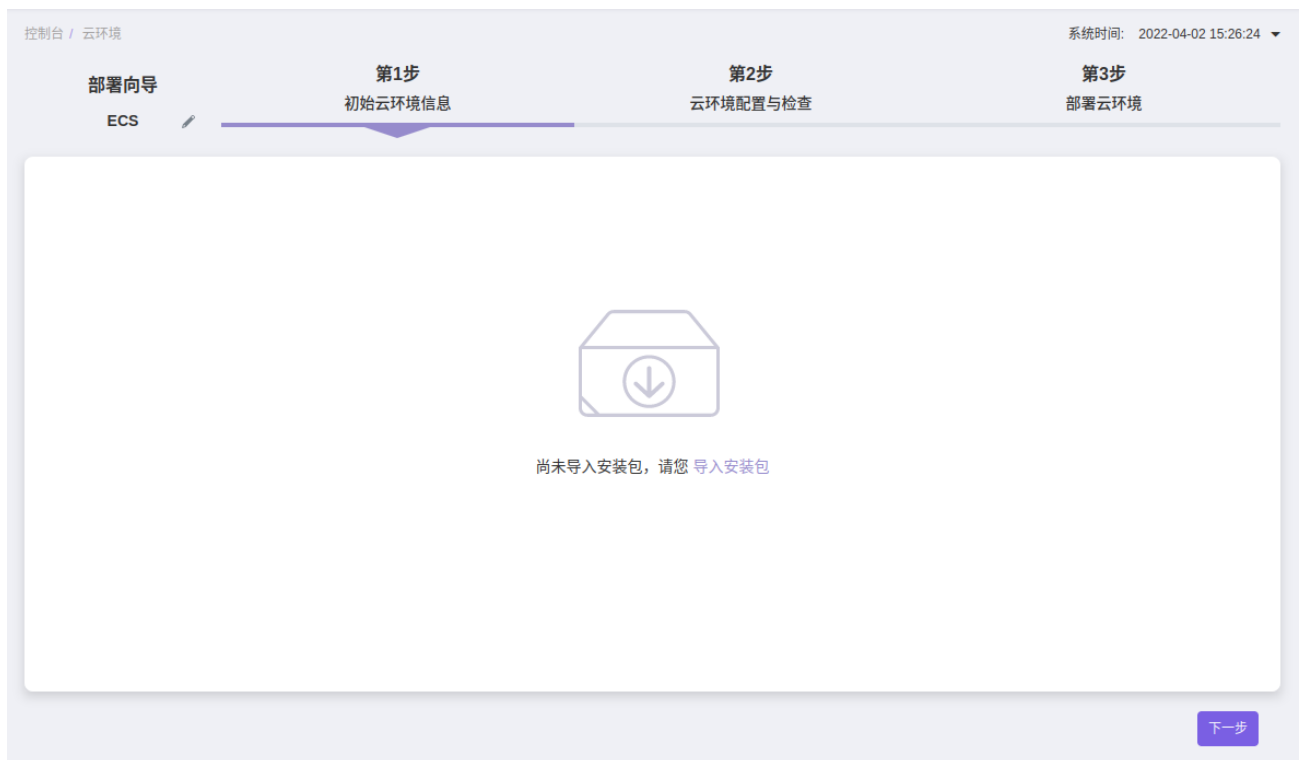 控制台 / 云环境
系统时间: 2022-04-02 15:26:24
部署向导
ECS
第1步
初始云环境信息
第2步
云环境配置与检查
第3步
部署云环境
尚未导入安装包，请您 导入安装包
下一步